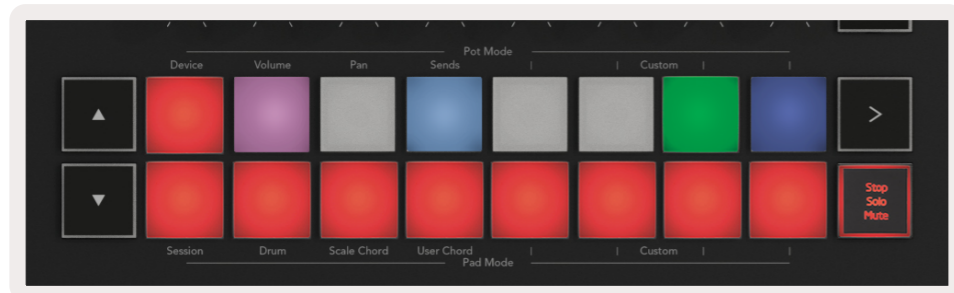 Pot Mode
Device Volume Pan Sends Custom
▲ >
▼ Stop
Solo
Mute
Session Drum Scale Chord User Chord Custom
Pad Mode